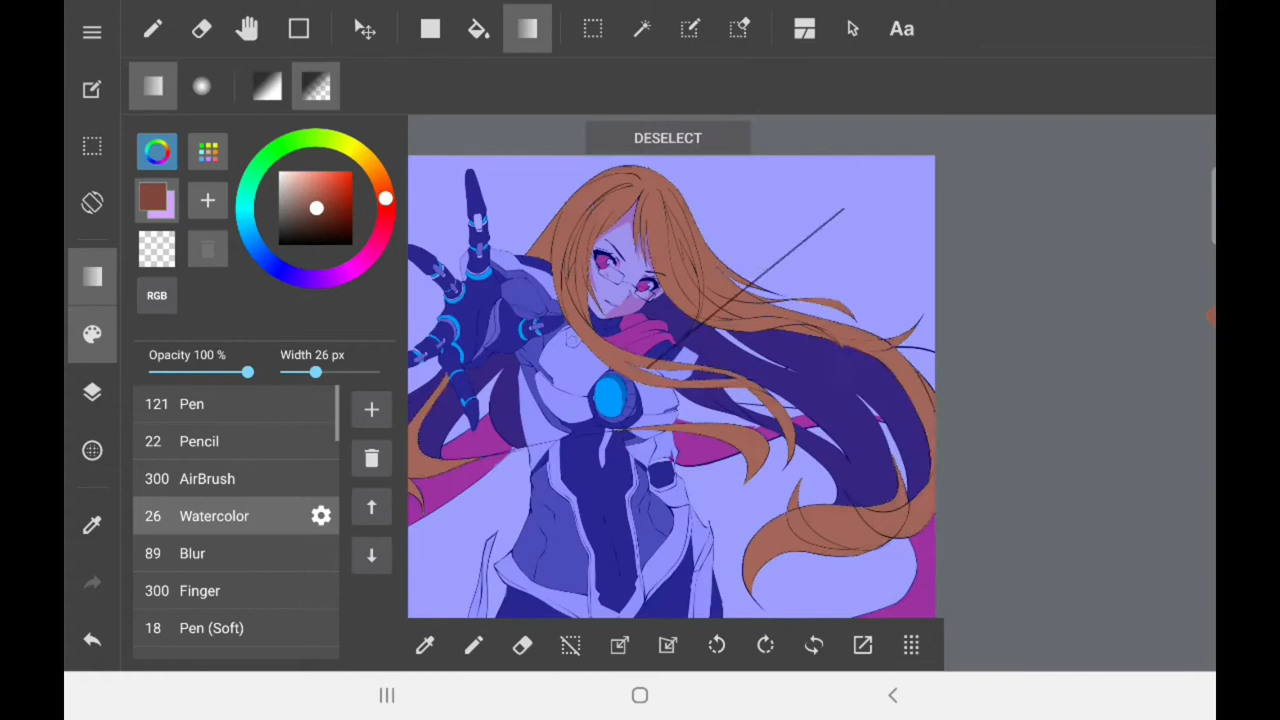 Aa
DESELECT
RGB
Opacity 100 %
Width 26 px
121 Pen
22 Pencil
300 AirBrush
26 Watercolor
89 Blur
300 Finger
18 Pen (Soft)